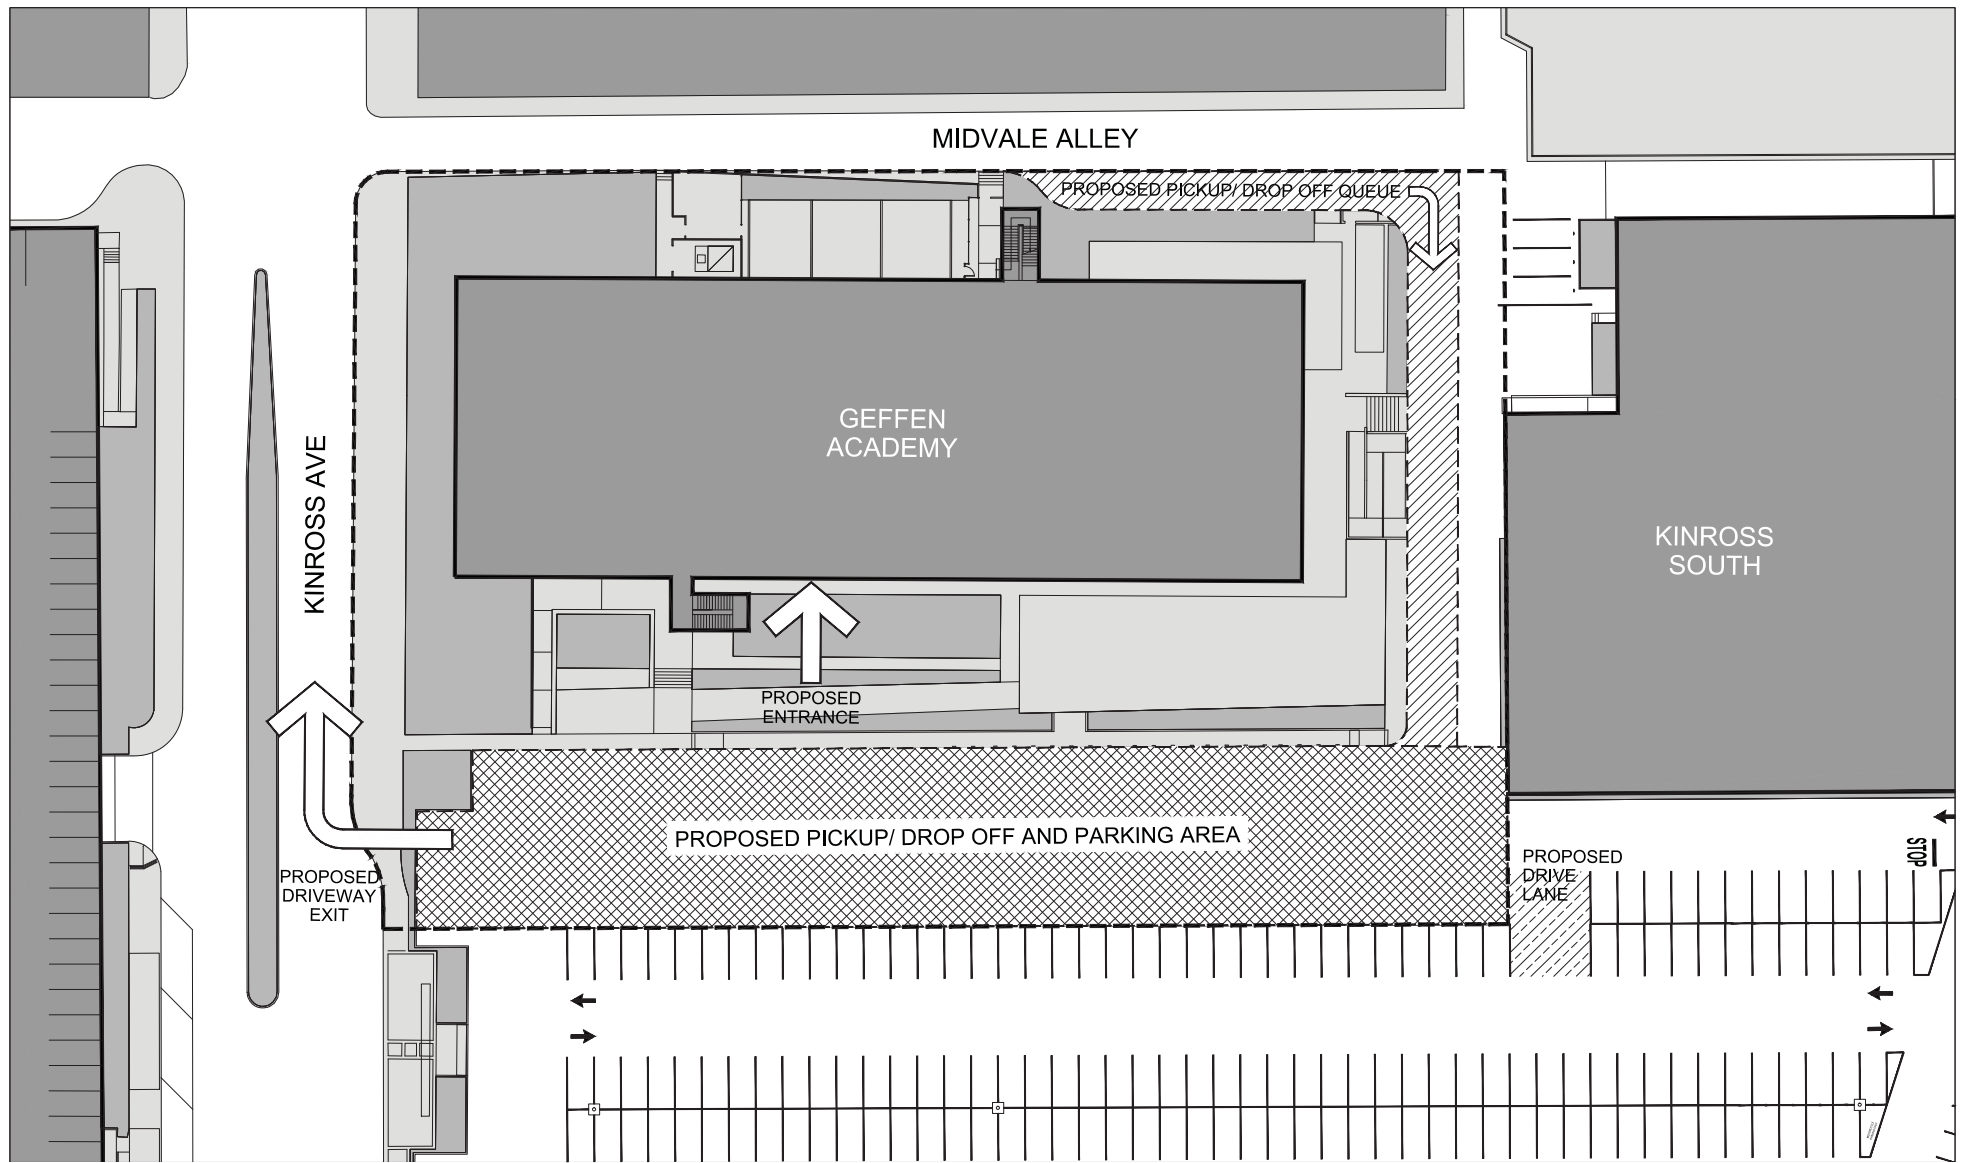 MIDVALE ALLEY
PROPOSED PICKUP/ DROP OFF QUEUE
GEFFEN
ACADEMY
KINROSS AVE
KINROSS
SOUTH
PROPOSED
ENTRANCE
PROPOSED PICKUP/ DROP OFF AND PARKING AREA
PROPOSED
DRIVE
LANE
STOP
PROPOSED
DRIVEWAY
EXIT